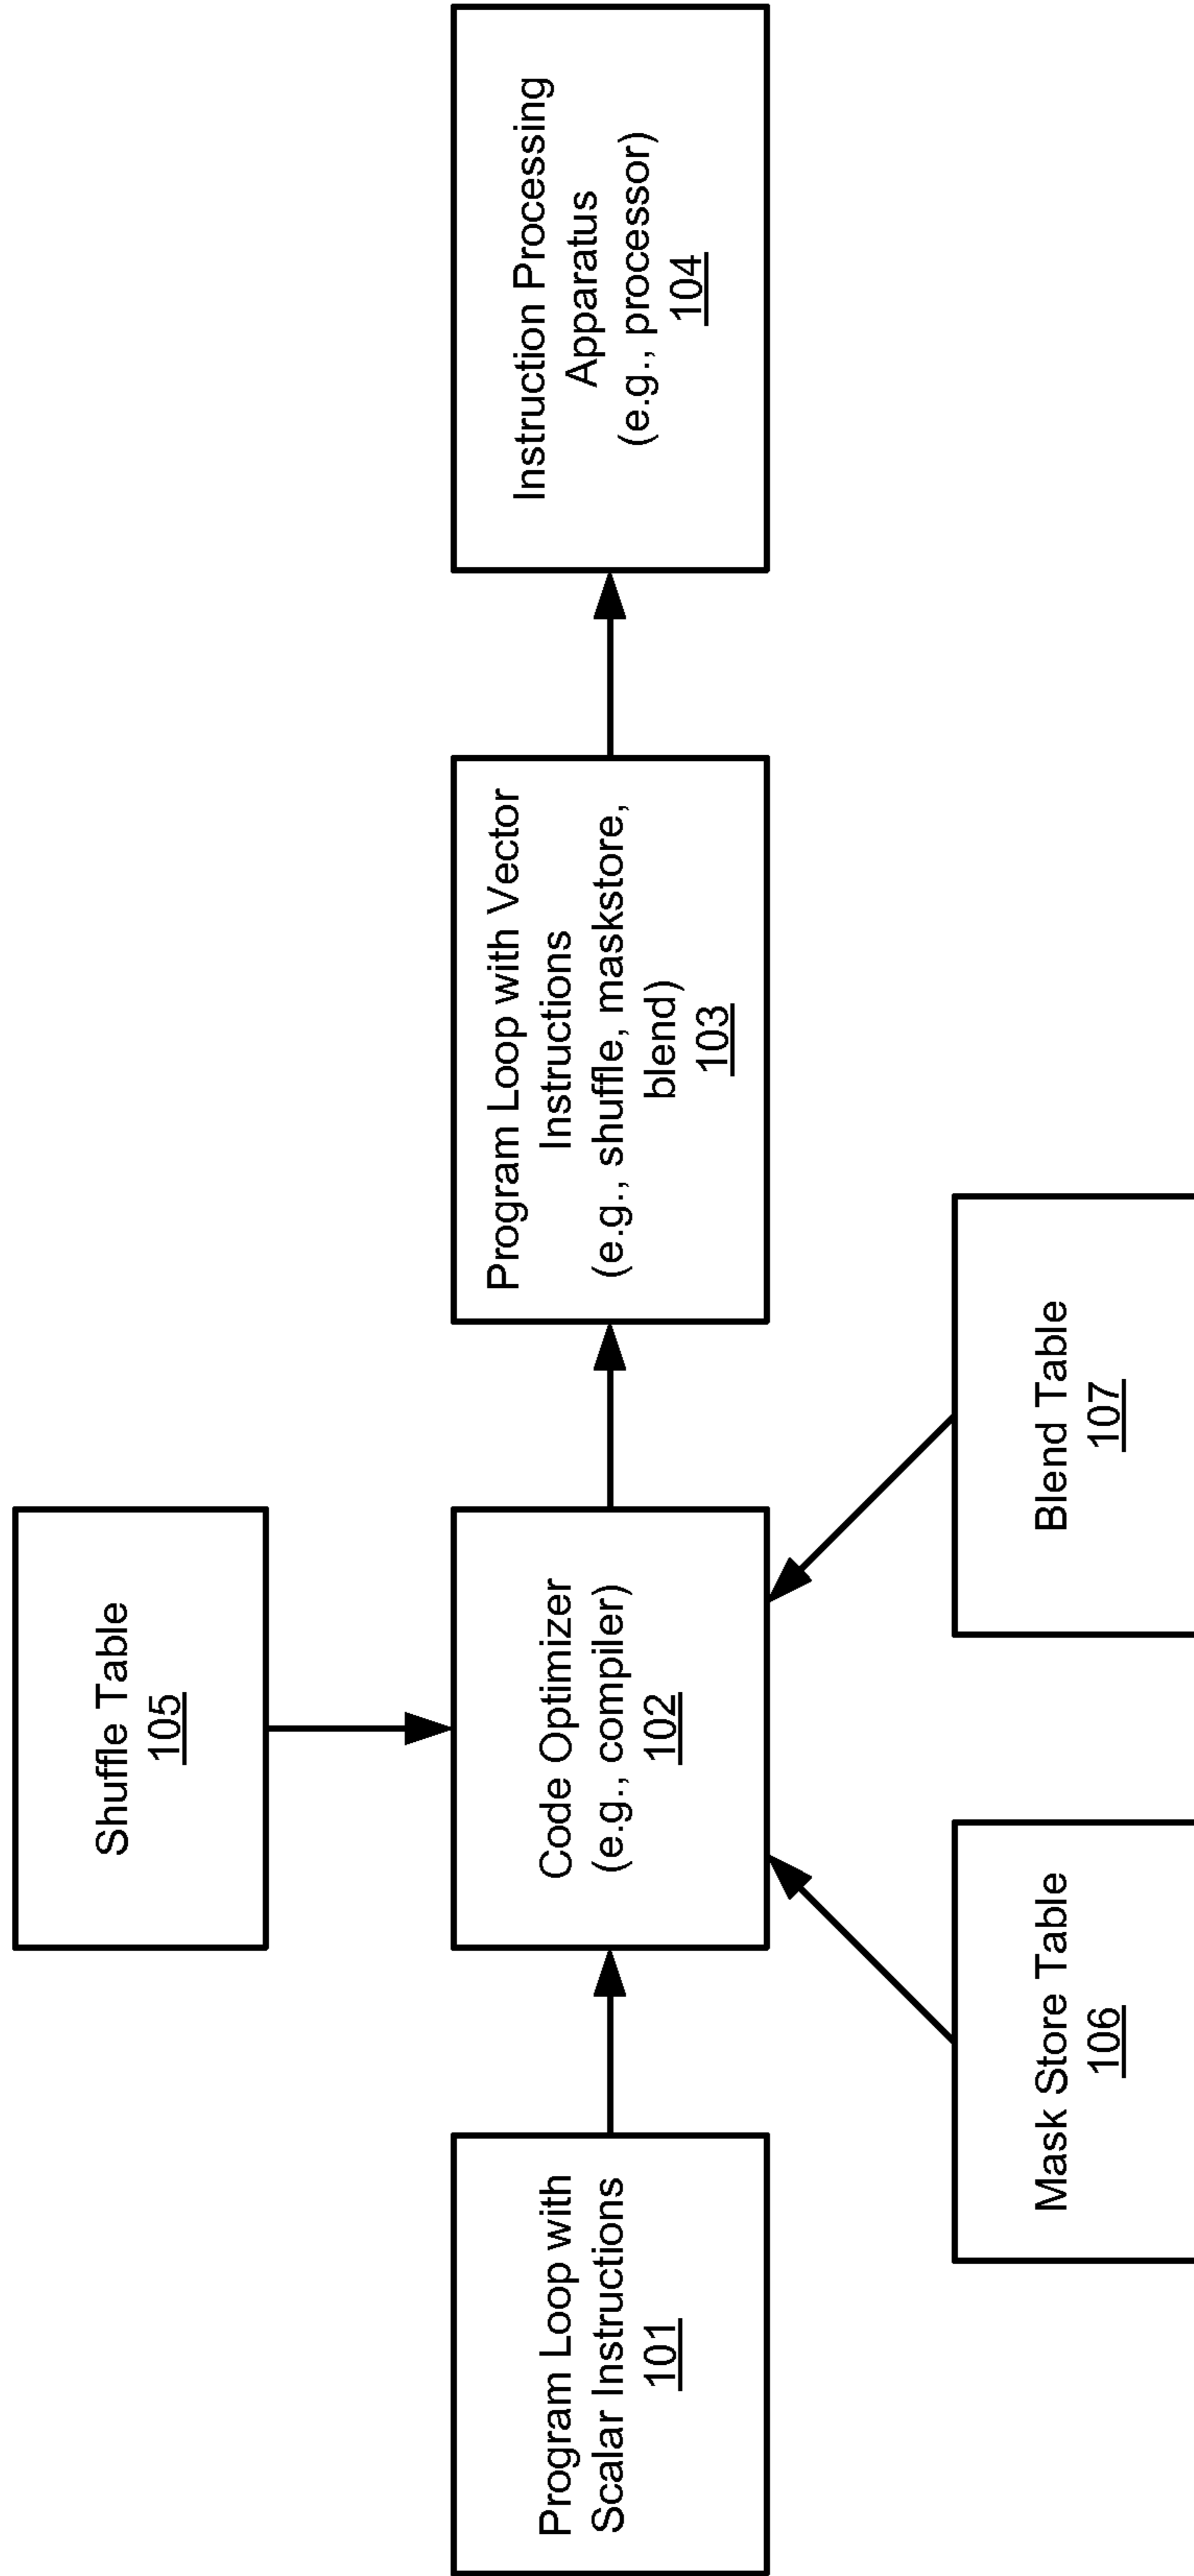 Shuffle Table
105
Program Loop with
Scalar Instructions
101
Code Optimizer
(e.g., compiler)
102
Program Loop with Vector
Instructions
(e.g., shuffle, maskstore,
blend)
103
Instruction Processing
Apparatus
(e.g., processor)
104
Mask Store Table
106
Blend Table
107